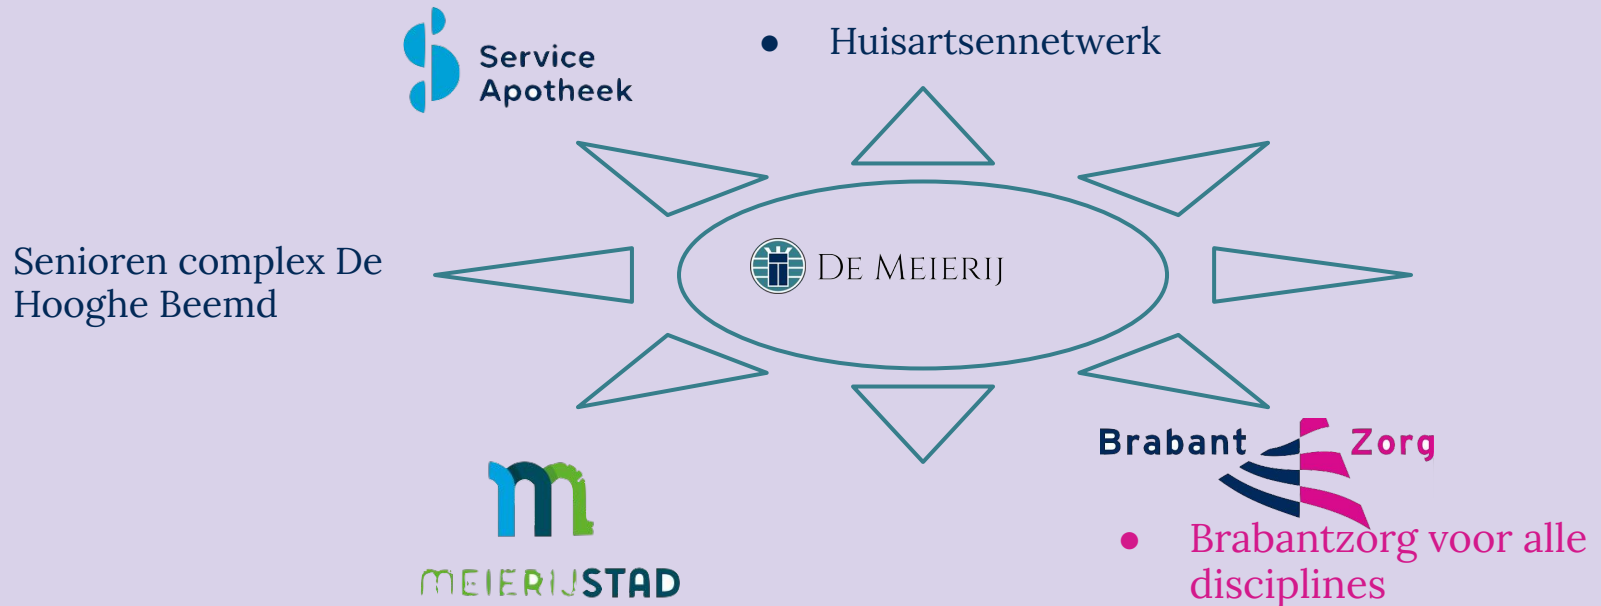 Service
Apotheek
● Huisartsennetwerk
Senioren complex De
Hooghe Beemd
DE MEIERIJ
Brabant Zorg
● Brabantzorg voor alle
disciplines
MEIERIJSTAD